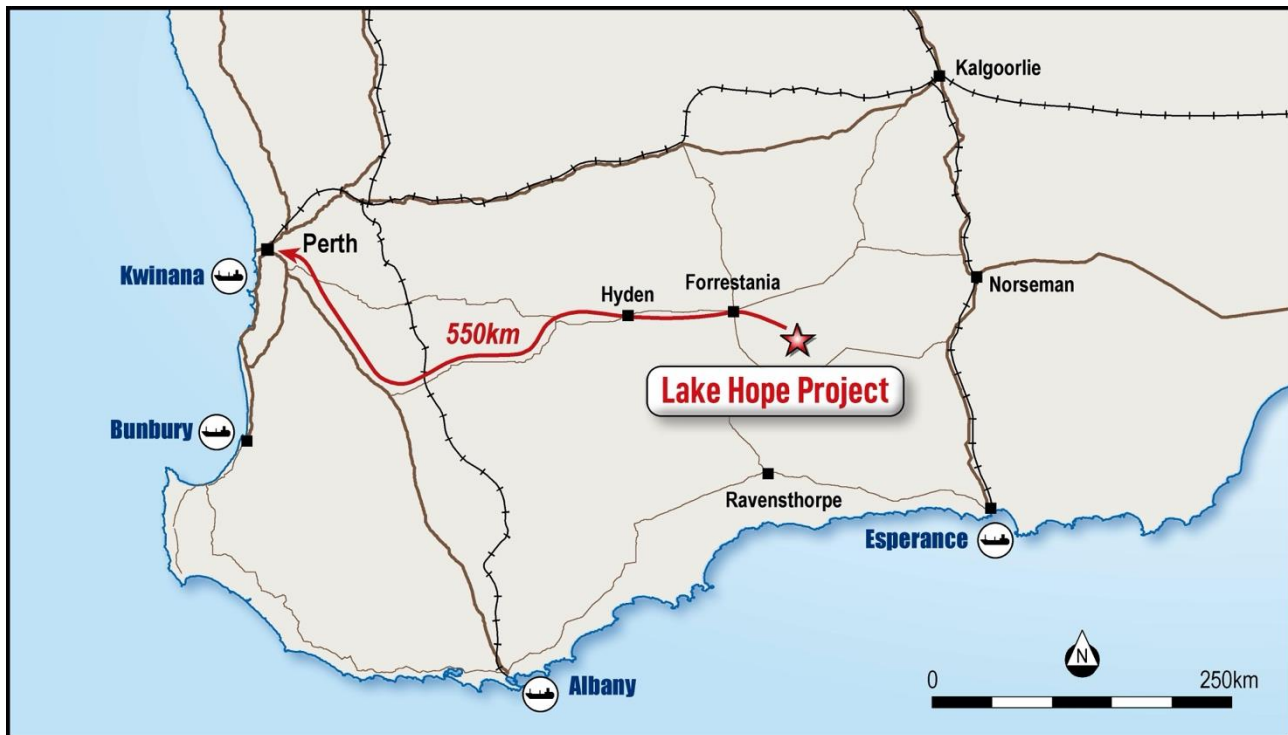 Kalgoorlie
Perth
Kwinana
Norseman
Forrestania
Hyden
550km
Lake Hope Project
Bunbury
Ravensthorpe
Esperance
Albany
N
0
250km